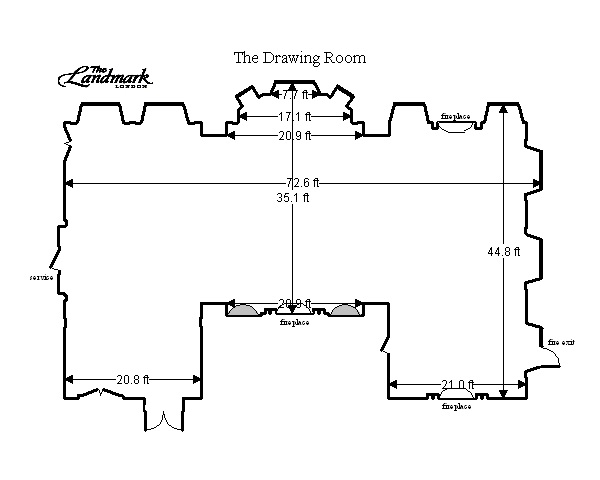 The Drawing Room
The
Landmark
LONDON
7.7 ft
17.1 ft
fireplace
20.9 ft
72.6 ft
35.1 ft
44.8 ft
service
20.9 ft
fireplace
fire exit
20.8 ft
21.0 ft
fireplace